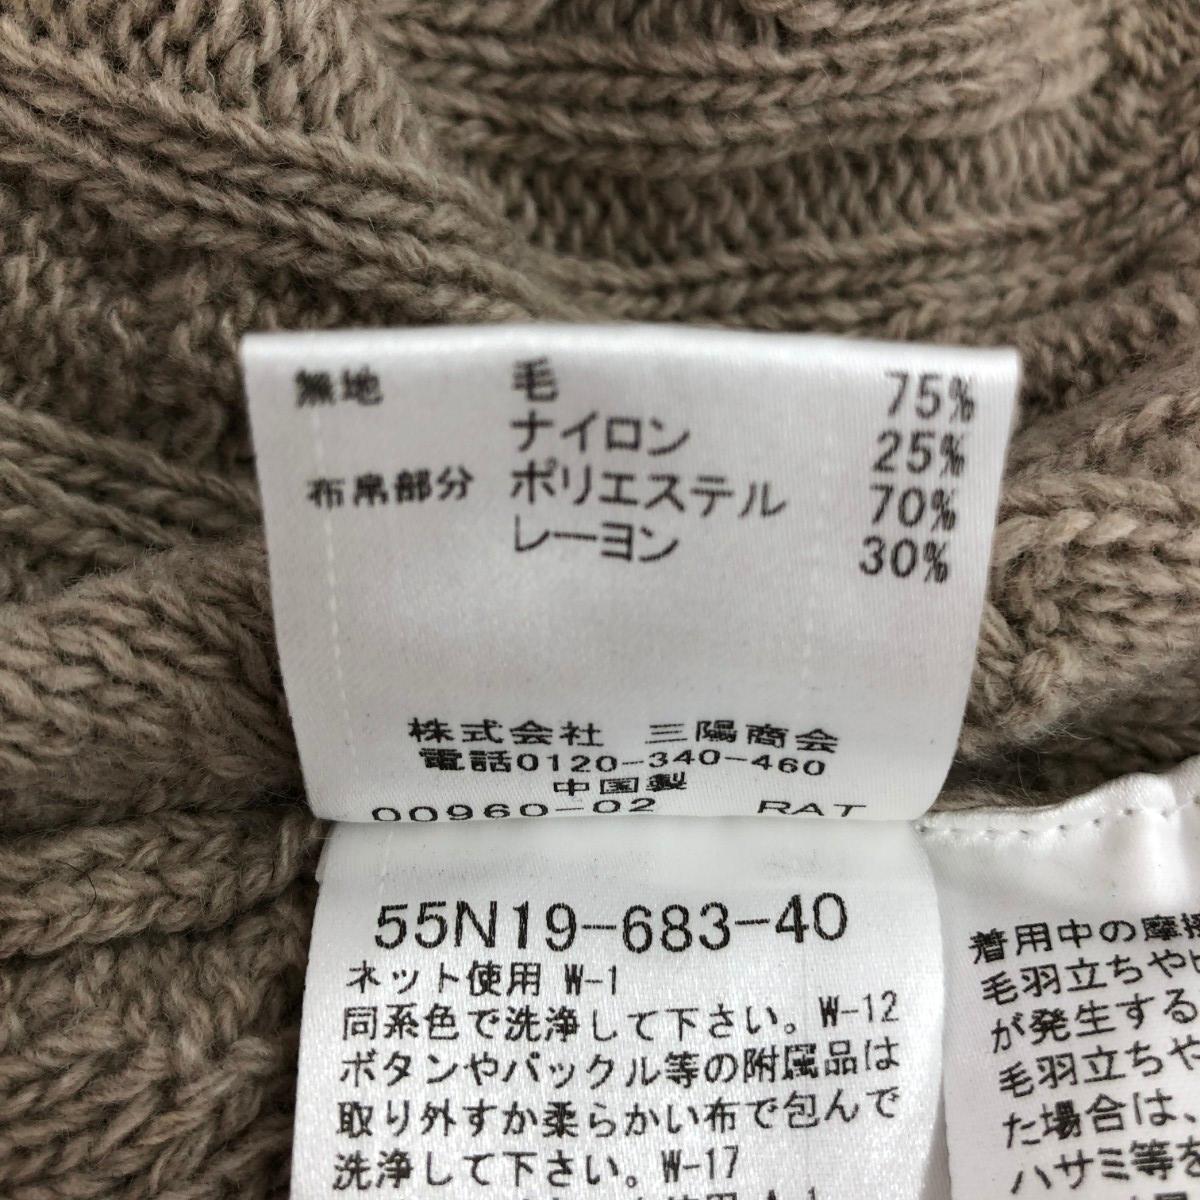 無地 毛 75%
ナイロン 25%
布帛部分 ポリエステル 70%
レーヨン 30%
株式会社 三陽商会
電話0120-340-460
中国製
00960-02 RAT
55N19-683-40
ネット使用 W-1
同系色で洗浄して下さい。W-12
ボタンやバックル等の附属品は
取り外すか柔らかい布で包んで
洗浄して下さい。W-17
着用中の摩擦
毛羽立ちやピ
が発生する
毛羽立ちや
た場合は、
ハサミ等を